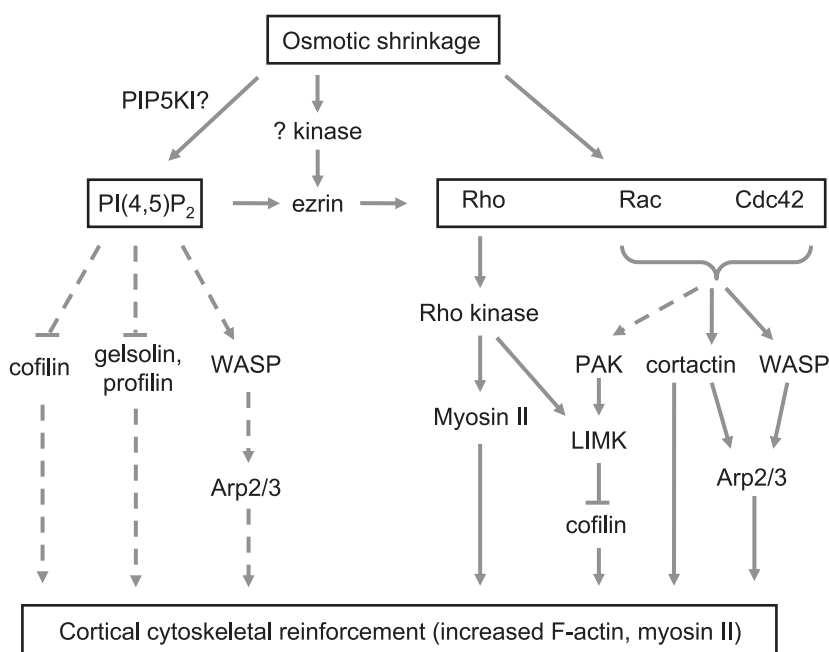 Osmotic shrinkage
PIP5KI?
? kinase
PI(4,5)P₂
ezrin
Rho Rac Cdc42
Rho kinase
cofilin
gelsolin,
profilin
WASP
PAK
cortactin
WASP
Myosin II
LIMK
Arp2/3
Arp2/3
cofilin
Cortical cytoskeletal reinforcement (increased F-actin, myosin II)